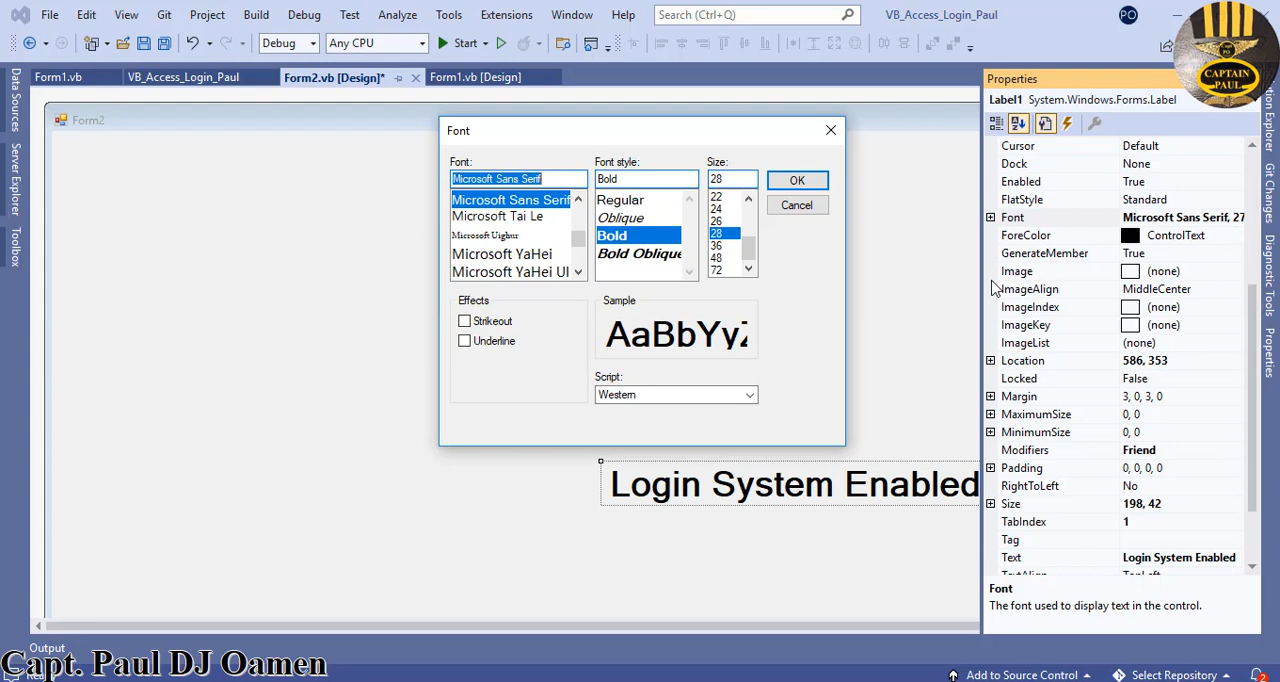 File Edit View Git Project Build Debug Test Analyze Tools Extensions Window Help Search (Ctrl+Q) VB_Access_Login_Paul PO
Debug Any CPU Start
CAPTAIN
PAUL
Form1.vb VB_Access_Login_Paul Form2.vb [Design]* Form1.vb [Design]
Data Sources
Server Explorer
Toolbox
Form2
Font
Font: Font style: Size:
Microsoft Sans Serif Bold 28 OK
Microsoft Sans Serif Regular 22
Microsoft Tai Le Oblique 24 Cancel
Microsoft Uighur Bold 26
Microsoft YaHei Bold Oblique 28
Microsoft YaHei UI 36
48
72
Effects Sample
Strikeout
Underline
AaBbYyZ
Script:
Western
Login System Enabled
Properties
Label1 System.Windows.Forms.Label
Cursor Default
Dock None
Enabled True
FlatStyle Standard
Font Microsoft Sans Serif, 27
ForeColor ControlText
GenerateMember True
Image (none)
ImageAlign MiddleCenter
ImageIndex (none)
ImageKey (none)
ImageList (none)
Location 586, 353
Locked False
Margin 3, 0, 3, 0
MaximumSize 0, 0
MinimumSize 0, 0
Modifiers Friend
Padding 0, 0, 0, 0
RightToLeft No
Size 198, 42
TabIndex 1
Tag
Text Login System Enabled
TextAlign TopLeft
Font
The font used to display text in the control.
Git Changes
Diagnostic Tools
Properties
Output
Capt. Paul DJ Oamen
Add to Source Control Select Repository 2